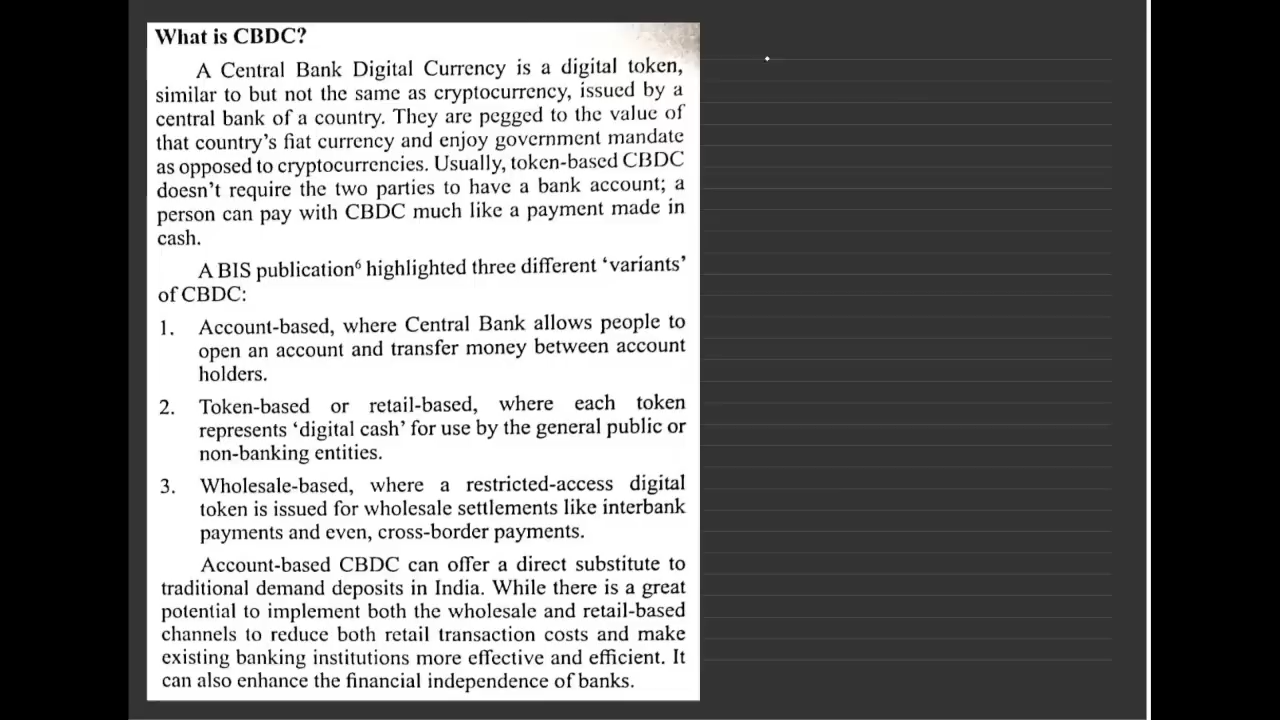 What is CBDC?
A Central Bank Digital Currency is a digital token,
similar to but not the same as cryptocurrency, issued by a
central bank of a country. They are pegged to the value of
that country’s fiat currency and enjoy government mandate
as opposed to cryptocurrencies. Usually, token-based CBDC
doesn’t require the two parties to have a bank account; a
person can pay with CBDC much like a payment made in
cash.
A BIS publication⁶ highlighted three different ‘variants’
of CBDC:
1. Account-based, where Central Bank allows people to
open an account and transfer money between account
holders.
2. Token-based or retail-based, where each token
represents ‘digital cash’ for use by the general public or
non-banking entities.
3. Wholesale-based, where a restricted-access digital
token is issued for wholesale settlements like interbank
payments and even, cross-border payments.
Account-based CBDC can offer a direct substitute to
traditional demand deposits in India. While there is a great
potential to implement both the wholesale and retail-based
channels to reduce both retail transaction costs and make
existing banking institutions more effective and efficient. It
can also enhance the financial independence of banks.